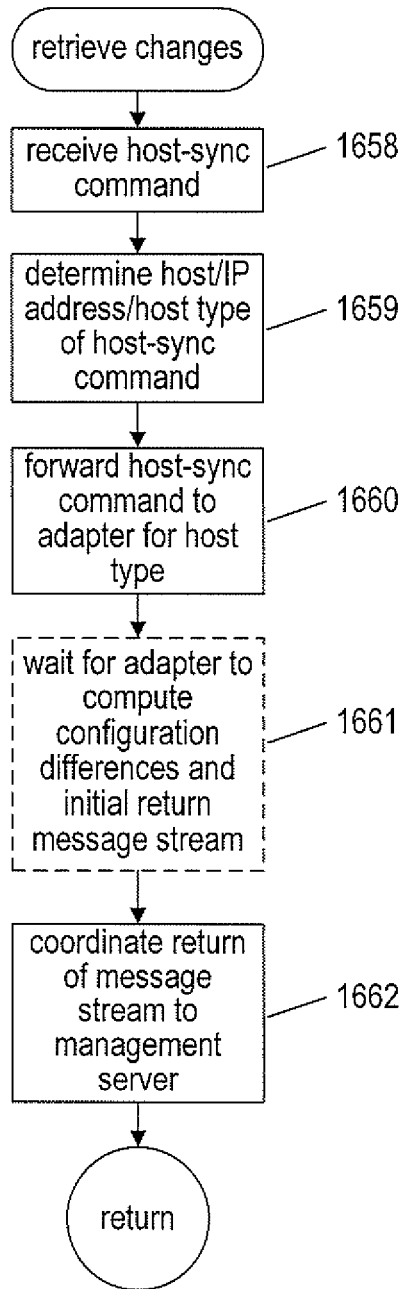 retrieve changes
receive host-sync
command
1658
determine host/IP
address/host type
of host-sync
command
1659
forward host-sync
command to
adapter for host
type
1660
wait for adapter to
compute
configuration
differences and
initial return
message stream
1661
coordinate return
of message
stream to
management
server
1662
return